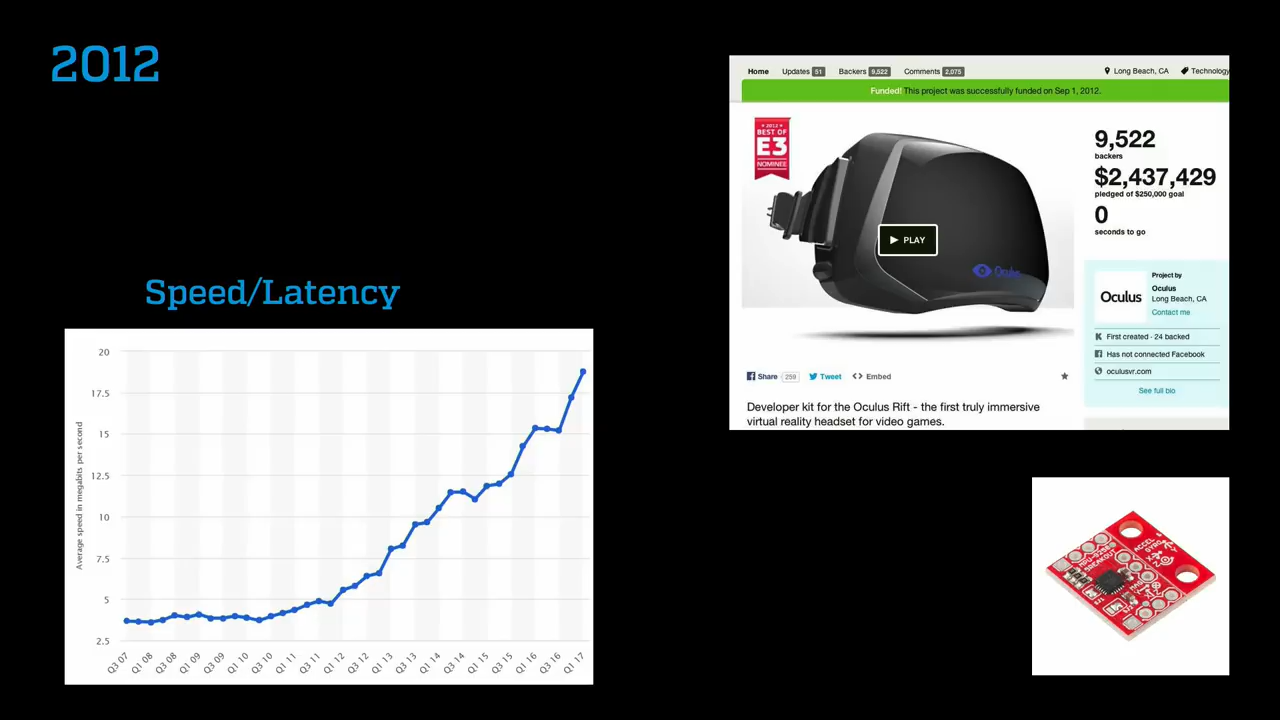 2012
Home Updates 51 Backers 9,522 Comments 2,075 Long Beach, CA Technology
Funded! This project was successfully funded on Sep 1, 2012.
2012
BEST OF
E3
NOMINEE
PLAY
Oculus
9,522
backers
$2,437,429
pledged of $250,000 goal
0
seconds to go
Project by
Oculus
Long Beach, CA
Contact me
Oculus
First created · 24 backed
Has not connected Facebook
oculusvr.com
See full bio
Share 259 Tweet Embed
Developer kit for the Oculus Rift - the first truly immersive
virtual reality headset for video games.
Speed/Latency
Average speed in megabits per second
20
17.5
15
12.5
10
7.5
5
2.5
Q3 07 Q1 08 Q3 08 Q1 09 Q3 09 Q1 10 Q3 10 Q1 11 Q3 11 Q1 12 Q3 12 Q1 13 Q3 13 Q1 14 Q3 14 Q1 15 Q3 15 Q1 16 Q3 16 Q1 17
ACCEL
GYRO
BREAKOUT